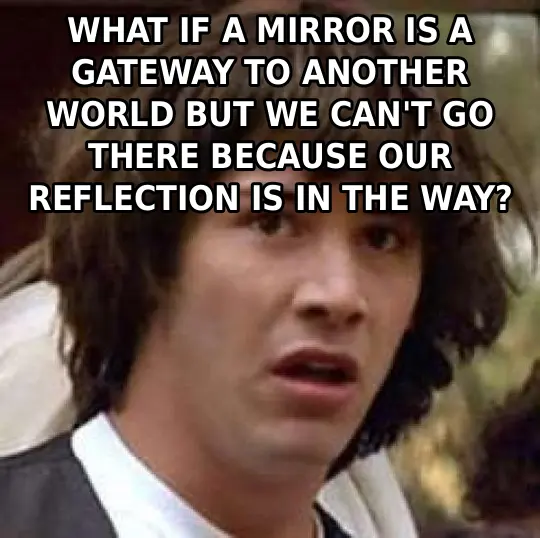 WHAT IF A MIRROR IS A
GATEWAY TO ANOTHER
WORLD BUT WE CAN'T GO
THERE BECAUSE OUR
REFLECTION IS IN THE WAY?